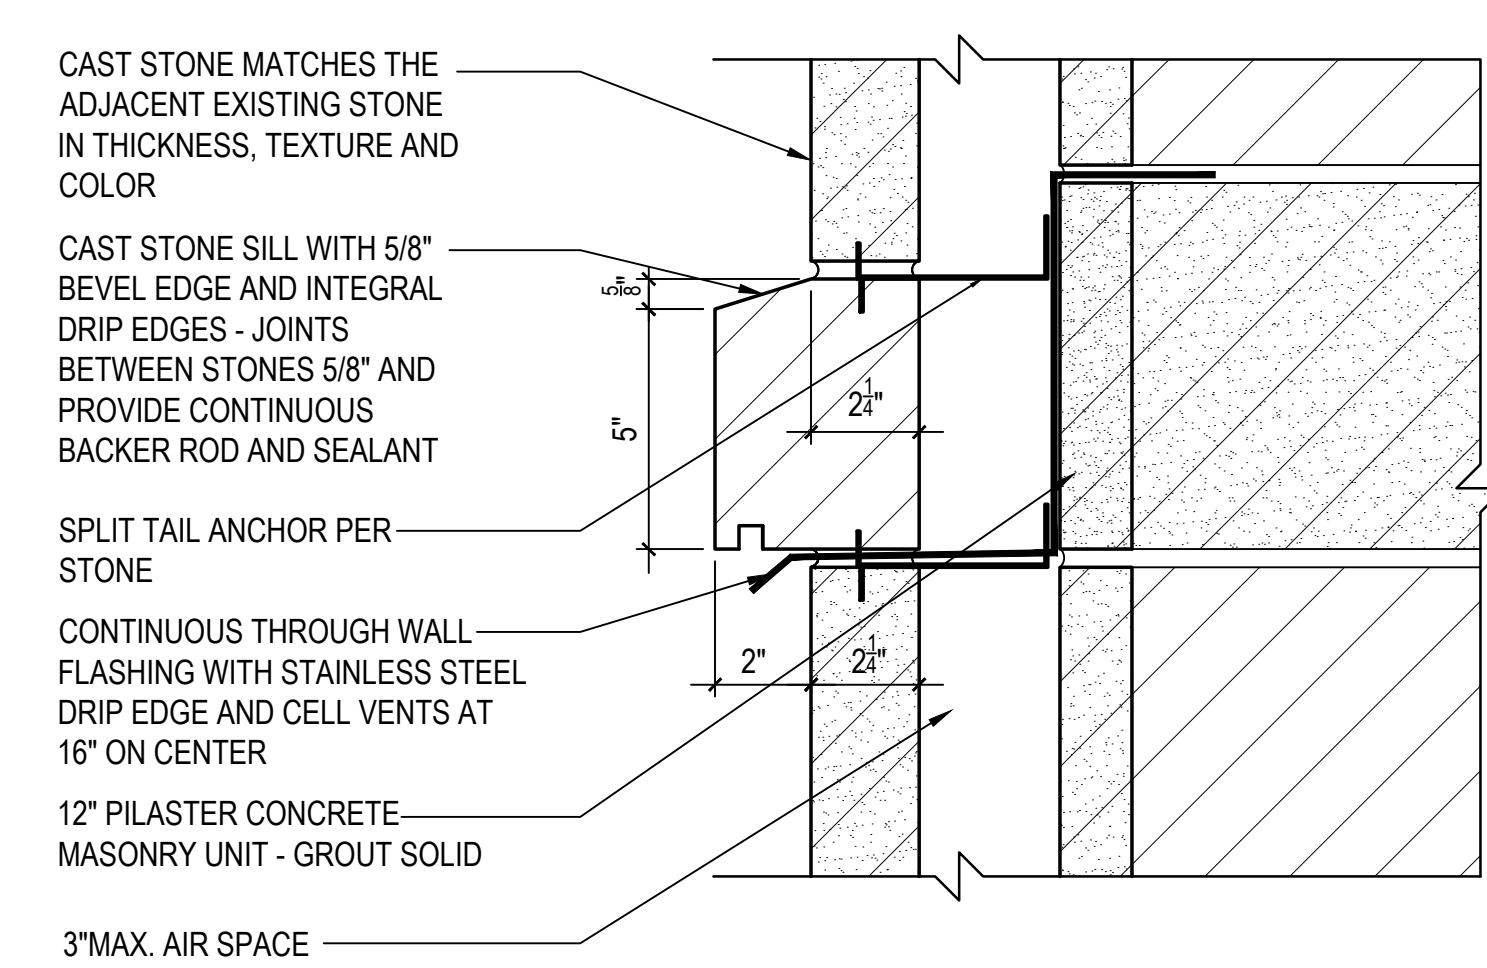 CAST STONE MATCHES THE
ADJACENT EXISTING STONE
IN THICKNESS, TEXTURE AND
COLOR
CAST STONE SILL WITH 5/8"
BEVEL EDGE AND INTEGRAL
DRIP EDGES - JOINTS
BETWEEN STONES 5/8" AND
PROVIDE CONTINUOUS
BACKER ROD AND SEALANT
SPLIT TAIL ANCHOR PER
STONE
CONTINUOUS THROUGH WALL
FLASHING WITH STAINLESS STEEL
DRIP EDGE AND CELL VENTS AT
16" ON CENTER
12" PILASTER CONCRETE
MASONRY UNIT - GROUT SOLID
3"MAX. AIR SPACE
5/8"
5"
2 1/4"
2"
2 1/4"